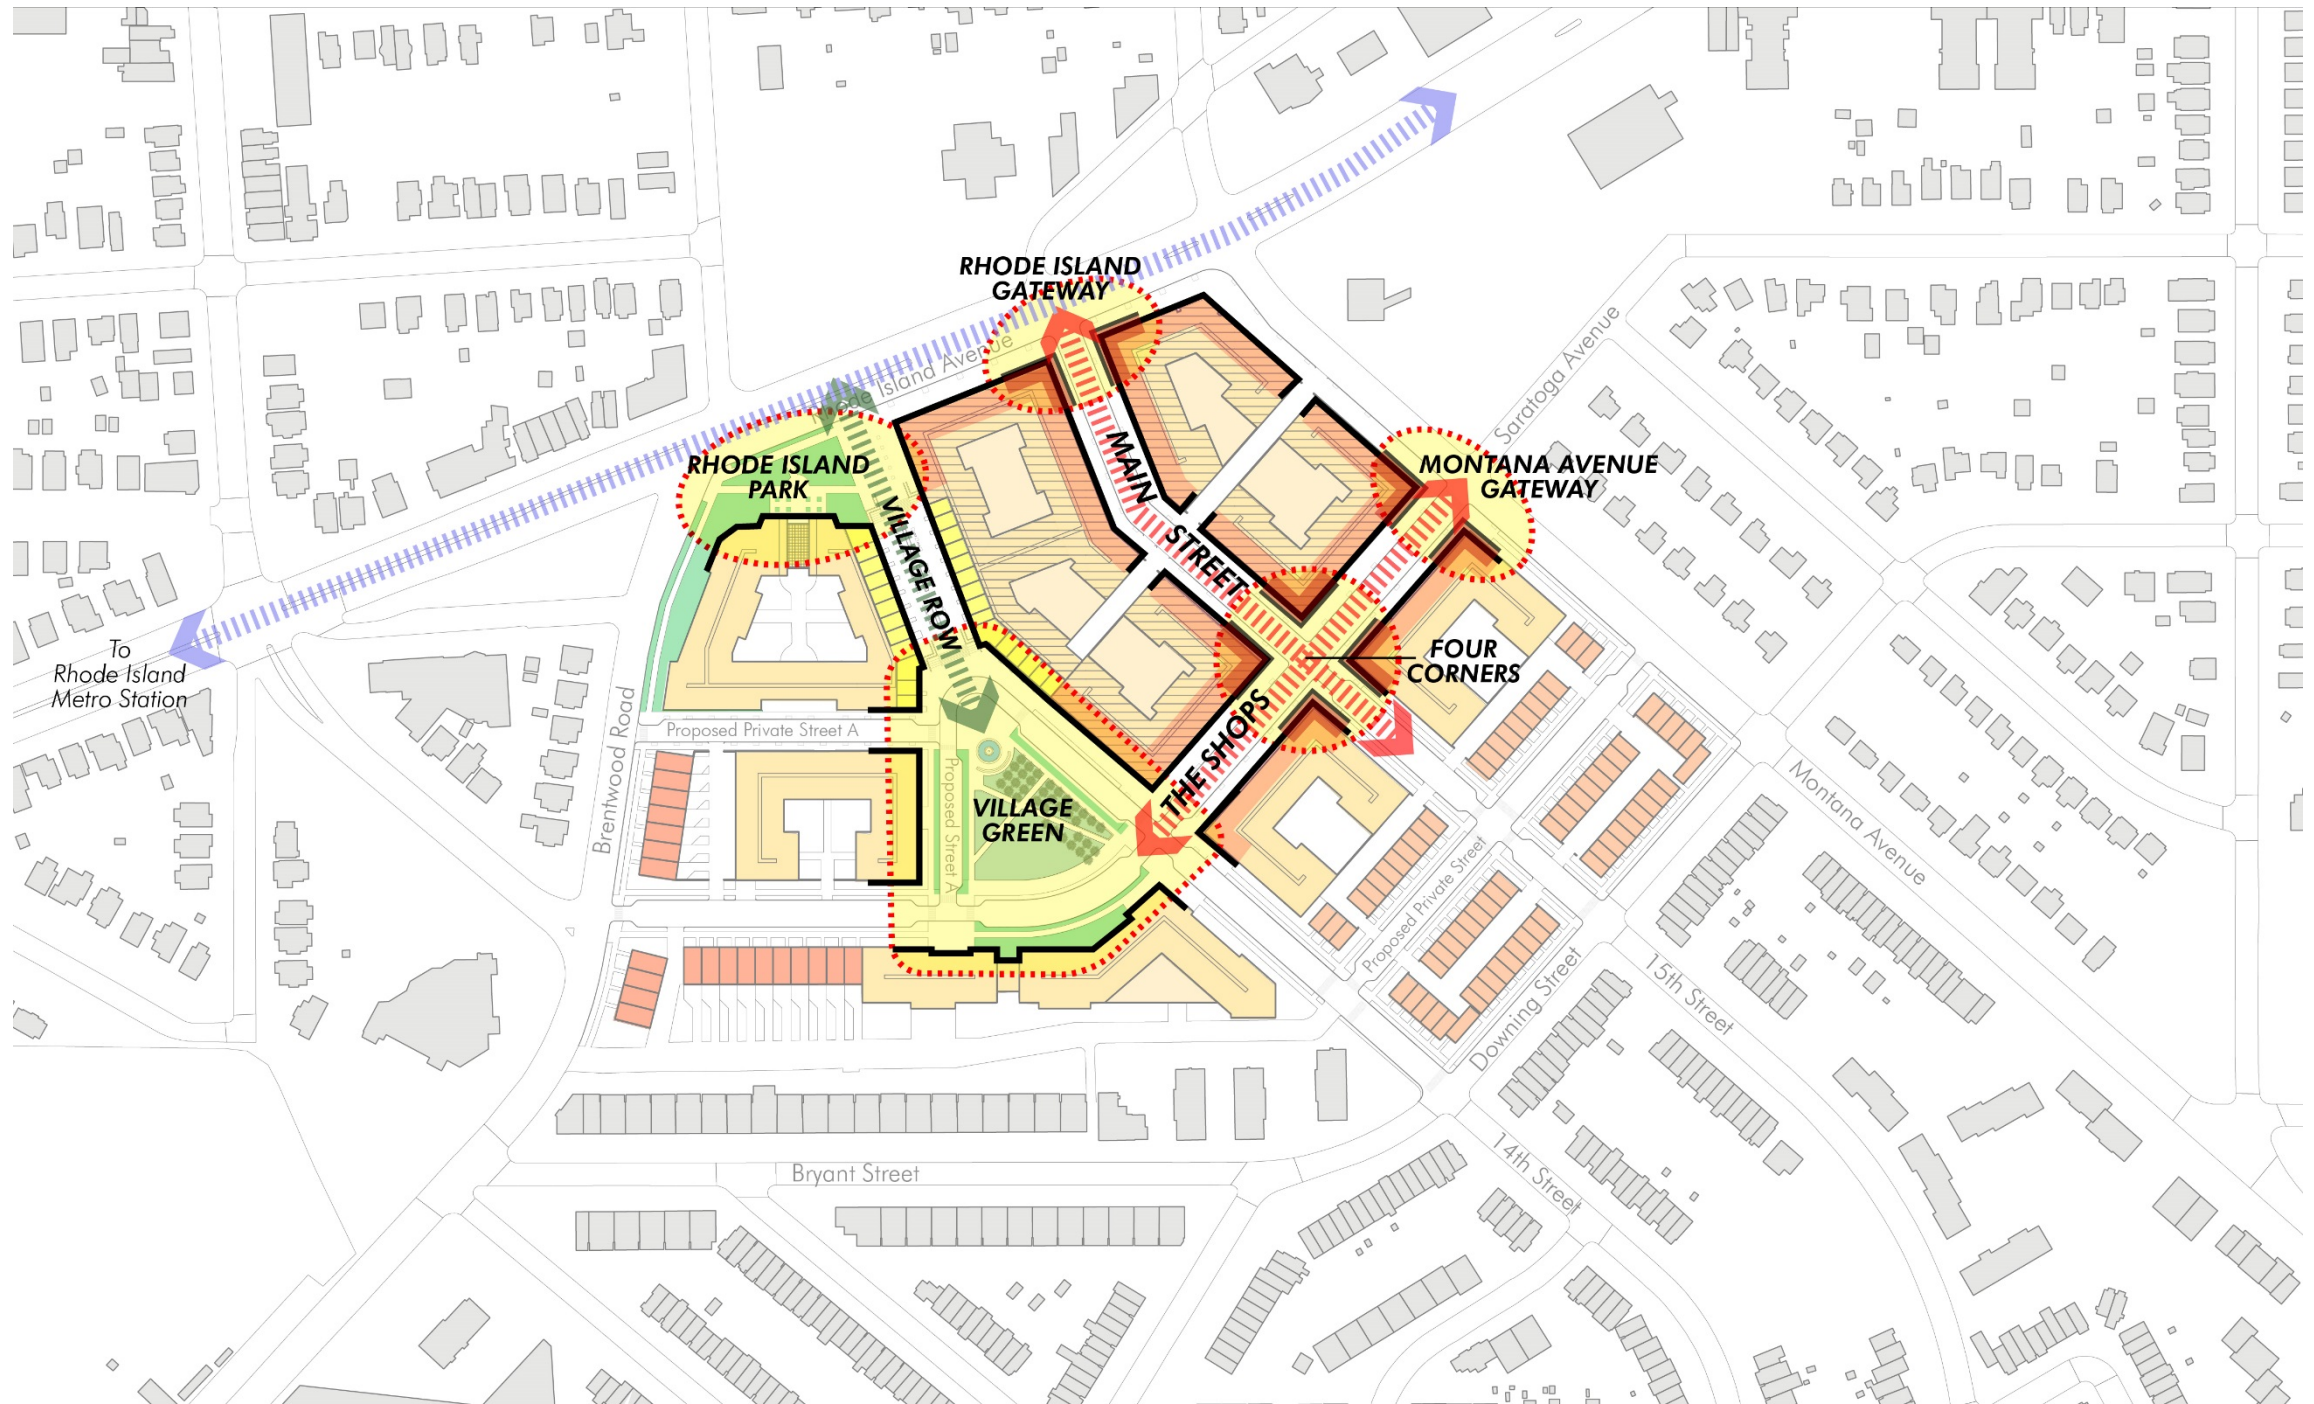 RHODE ISLAND
GATEWAY
Rhode Island Avenue
Saratoga Avenue
RHODE ISLAND
PARK
MAIN
STREET
MONTANA AVENUE
GATEWAY
VILLAGE ROW
To
Rhode Island
Metro Station
FOUR
CORNERS
THE SHOPS
Brentwood Road
Proposed Private Street A
Proposed Street A
VILLAGE
GREEN
Proposed Private Street
Montana Avenue
Downing Street
15th Street
14th Street
Bryant Street